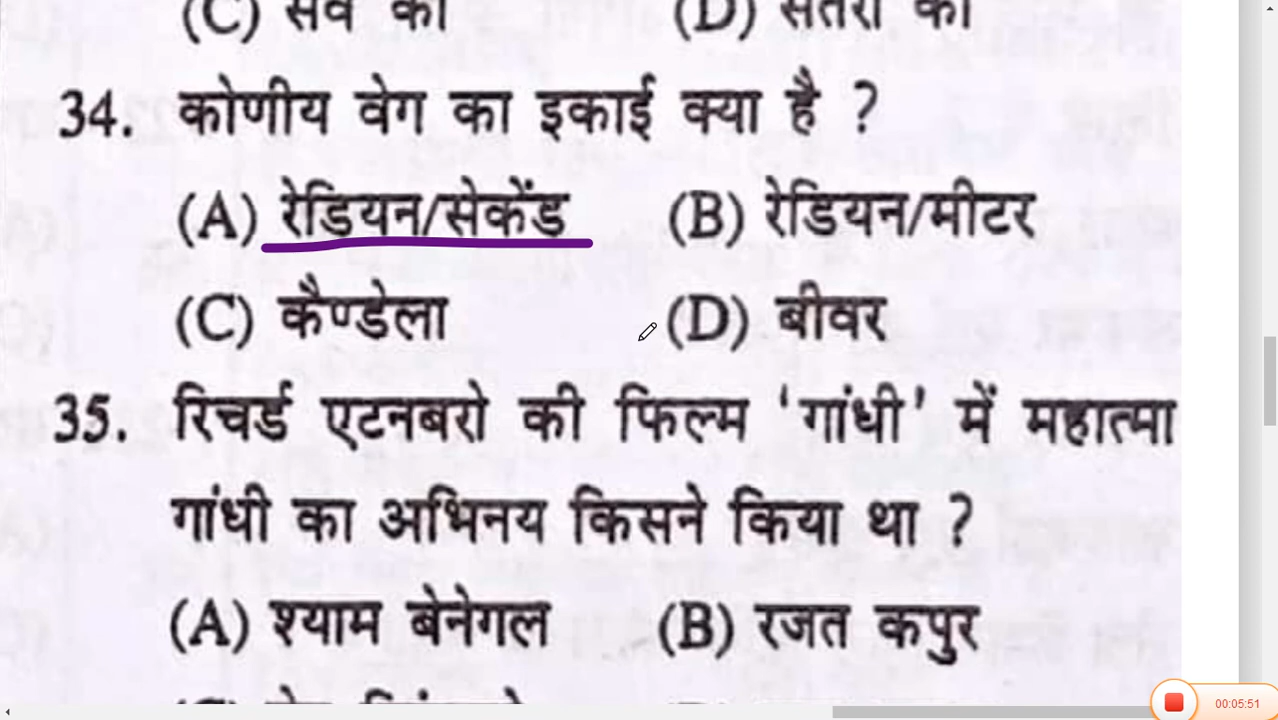 (C) सेव का (D) संतरा का
34. कोणीय वेग का इकाई क्या है ?
(A) रेडियन/सेकेंड (B) रेडियन/मीटर
(C) कैण्डेला (D) बीवर
35. रिचर्ड एटनबरो की फिल्म 'गांधी' में महात्मा
गांधी का अभिनय किसने किया था ?
(A) श्याम बेनेगल (B) रजत कपुर
00:05:51